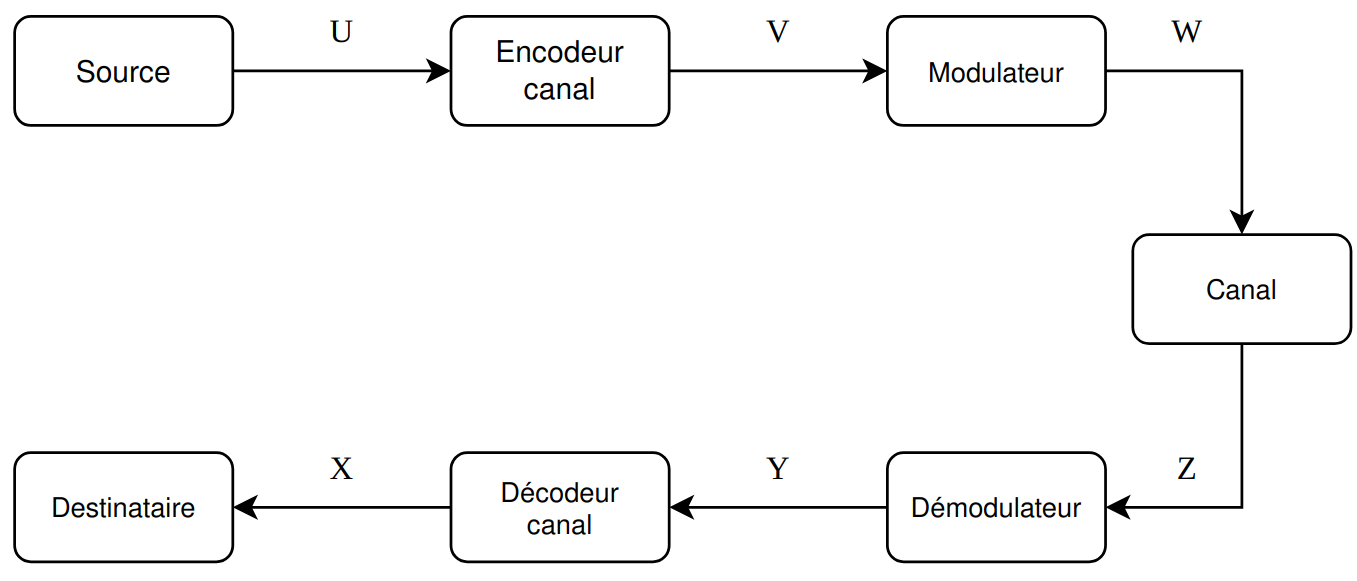 U
V
W
Source
Encodeur
canal
Modulateur
Canal
X
Y
Z
Destinataire
Décodeur
canal
Démodulateur